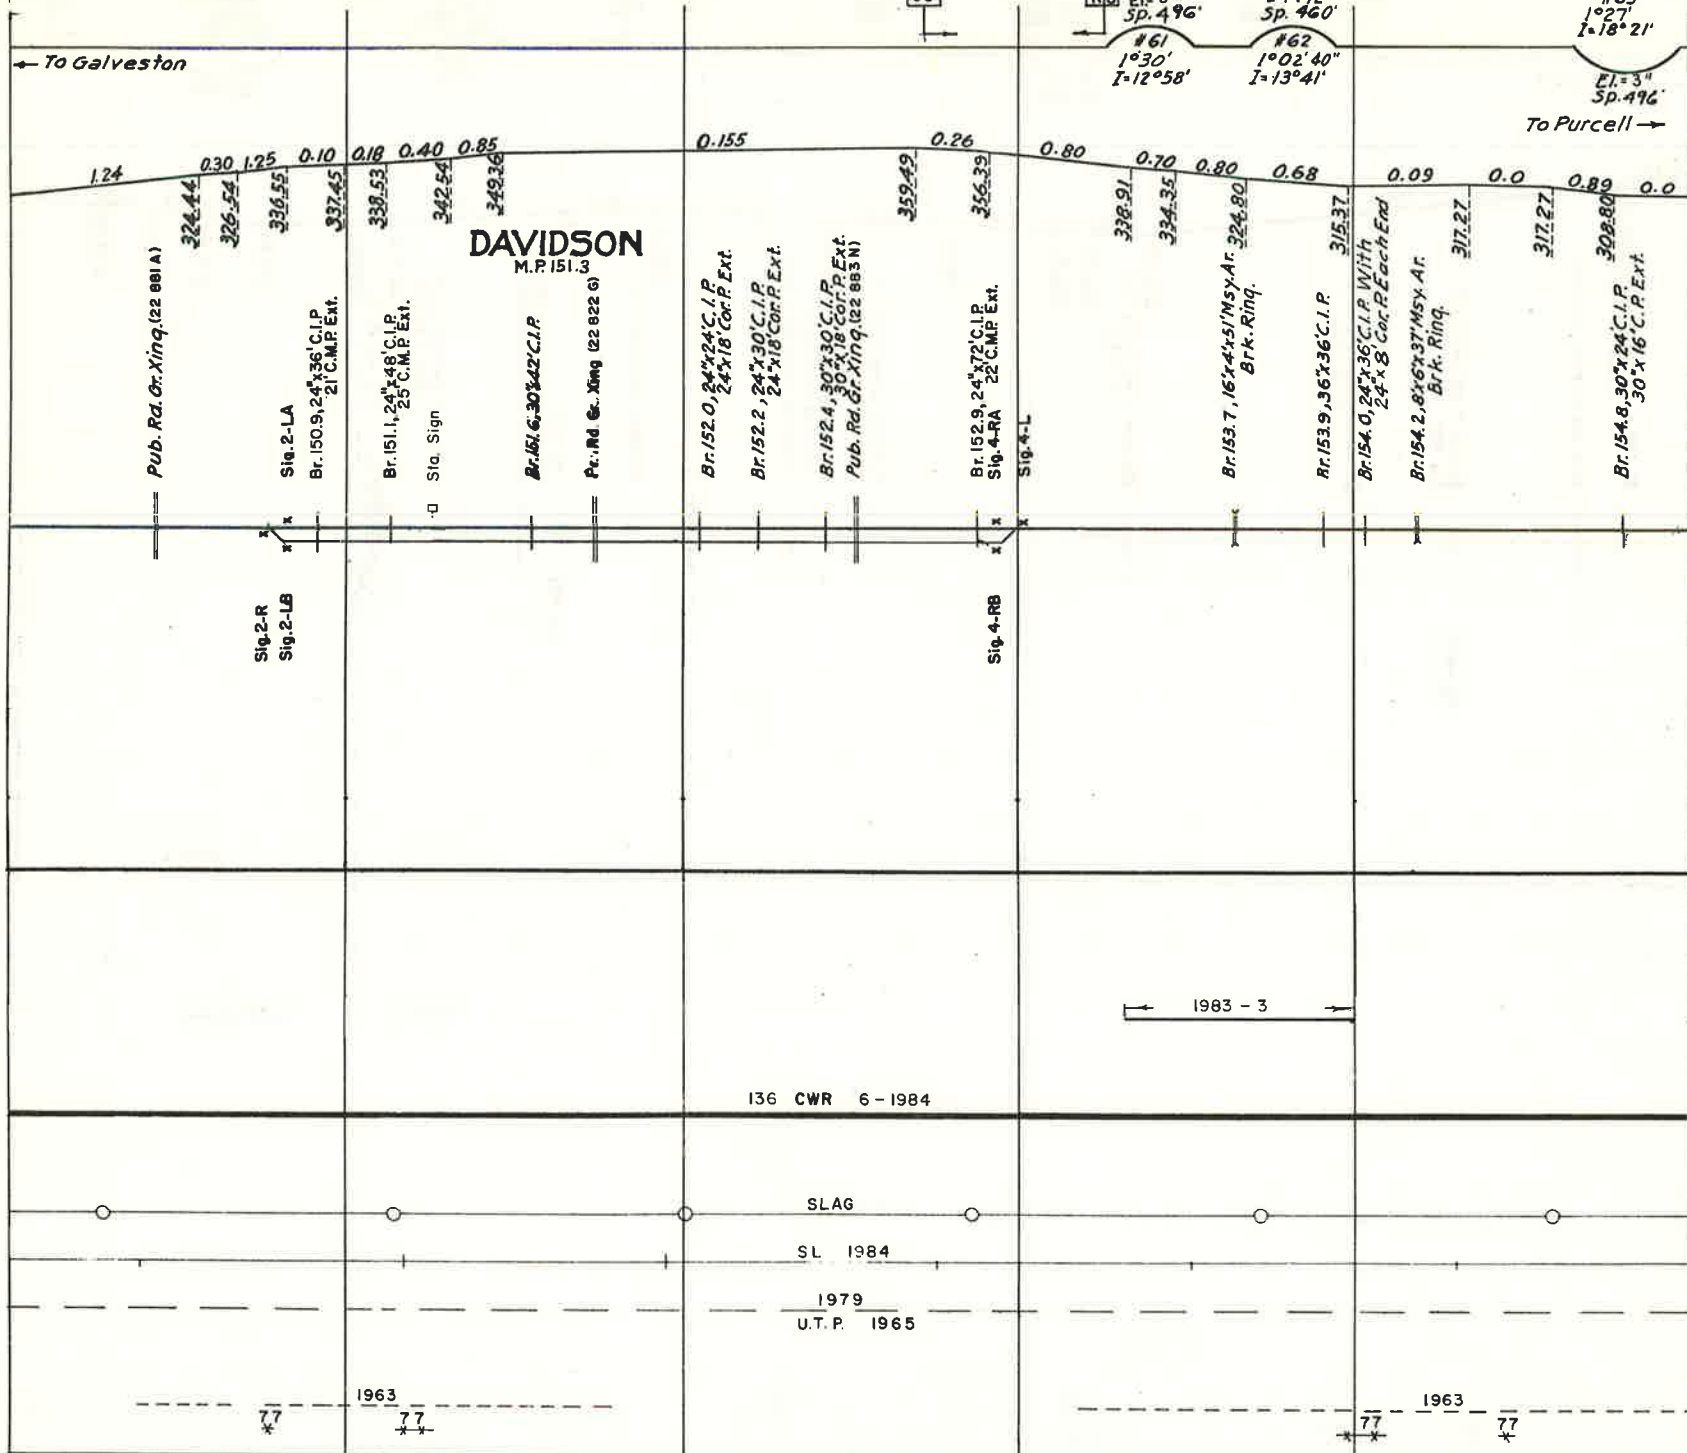 Sp. 496'
Sp. 460'
1°27'
I=18°21'
#61
1°30'
I=12°58'
#62
1°02'40"
I=13°41'
El.=3"
Sp.496'
← To Galveston
To Purcell →
1.24
0.30
1.25
0.10
0.18
0.40
0.85
0.155
0.26
0.80
0.70
0.80
0.68
0.09
0.0
0.89
0.0
324.44
326.54
336.55
337.45
338.53
342.54
349.36
359.49
356.39
338.91
334.35
324.80
315.37
317.27
317.27
308.80
DAVIDSON
M.P. 151.3
Pub. Rd. Gr. Xing. (22 881 A)
Sig. 2-LA
Br. 150.9, 24"x36' C.I.P.
21' C.M.P. Ext.
Br. 151.1, 24"x48' C.I.P.
25' C.M.P. Ext.
Sta. Sign
Br. 151.6, 30"x42' C.I.P.
Rd. Gr. Xing (22 822 G)
Br. 152.0, 24"x24' C.I.P.
24"x18' Cor. P. Ext.
Br. 152.2, 24"x30' C.I.P.
24"x18' Cor. P. Ext.
Br. 152.4, 30"x30' C.I.P.
30"x18' Cor. P. Ext.
Pub. Rd. Gr. Xing. (22 883 N)
Br. 152.9, 24"x72' C.I.P.
22' C.M.P. Ext.
Sig. 4-RA
Sig. 4-L
Br. 153.7, 16'x4'x51' Msy. Ar.
Brk. Ring.
Br. 153.9, 36"x36' C.I.P.
Br. 154.0, 24"x36' C.I.P. With
24"x8' Cor. P. Each End
Br. 154.2, 8'x6'x37' Msy. Ar.
Brk. Ring.
Br. 154.8, 30"x24' C.I.P.
30"x16' C.P. Ext.
Sig. 2-R
Sig. 2-LB
Sig. 4-RB
1983 - 3
136 CWR 6 - 1984
SLAG
SL 1984
1979
U.T.P. 1965
1963
1963
77
77
77
77